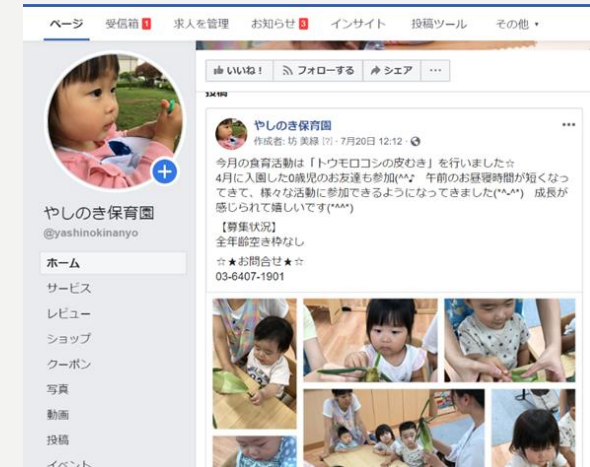 ページ 受信箱 1 求人を管理 お知らせ 3 インサイト 投稿ツール その他
いいね！ フォローする シェア …
投稿
やしのき保育園
作成者: 坊 美緑 [?]・7月20日 12:12・
今月の食育活動は「トウモロコシの皮むき」を行いました☆
4月に入園した0歳児のお友達も参加(^^♪ 午前のお昼寝時間が短くなっ
てきて、様々な活動に参加できるようになってきました(*^-^*) 成長が
感じられて嬉しいです(*^^*)
【募集状況】
全年齢空き枠なし
☆★お問合せ★☆
03-6407-1901
やしのき保育園
@yashinokinanyo
ホーム
サービス
レビュー
ショップ
クーポン
写真
動画
投稿
イベント